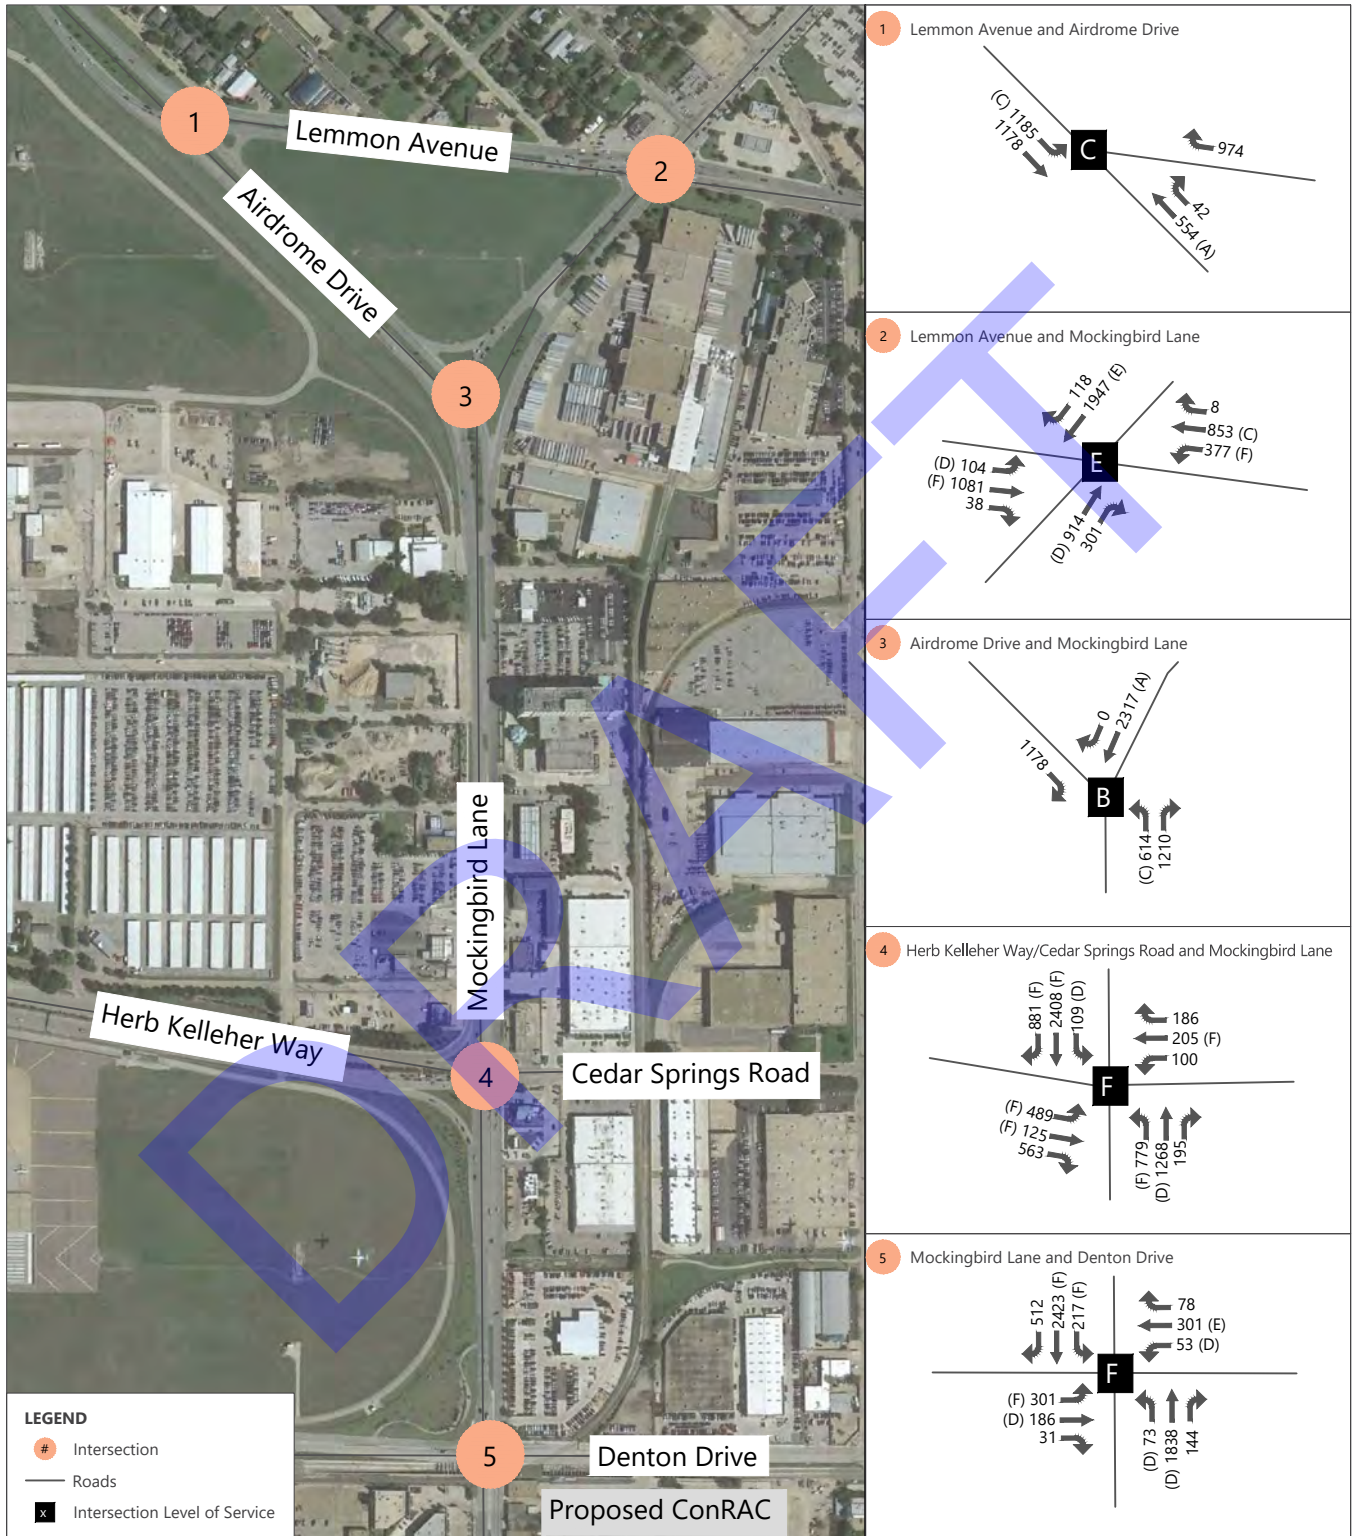 1
Lemmon Avenue
2
Airdrome Drive
3
Mockingbird Lane
Herb Kelleher Way
4
Cedar Springs Road
5
Denton Drive
Proposed ConRAC
LEGEND
# Intersection
Roads
x Intersection Level of Service
DRAFT
1 Lemmon Avenue and Airdrome Drive
(C) 1185
1178
C
974
42
554 (A)
2 Lemmon Avenue and Mockingbird Lane
118
1947 (E)
8
853 (C)
377 (F)
(D) 104
(F) 1081
38
E
(D) 914
301
3 Airdrome Drive and Mockingbird Lane
0
2317 (A)
1178
B
(C) 614
1210
4 Herb Kelleher Way/Cedar Springs Road and Mockingbird Lane
881 (F)
2408 (F)
109 (D)
186
205 (F)
100
F
(F) 489
(F) 125
563
(F) 779
(D) 1268
195
5 Mockingbird Lane and Denton Drive
512
2423 (F)
217 (F)
78
301 (E)
53 (D)
F
(F) 301
(D) 186
31
(D) 73
(D) 1838
144